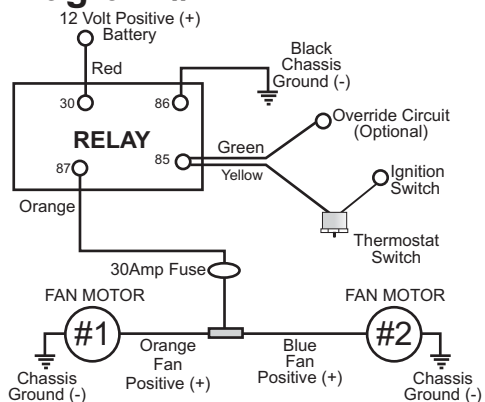 12 Volt Positive (+)
Battery
Red
Black
Chassis
Ground (-)
30
86
RELAY
87
85
Override Circuit
(Optional)
Green
Yellow
Ignition
Switch
Thermostat
Switch
Orange
30Amp Fuse
FAN MOTOR
FAN MOTOR
#1
#2
Orange
Fan
Positive (+)
Blue
Fan
Positive (+)
Chassis
Ground (-)
Chassis
Ground (-)